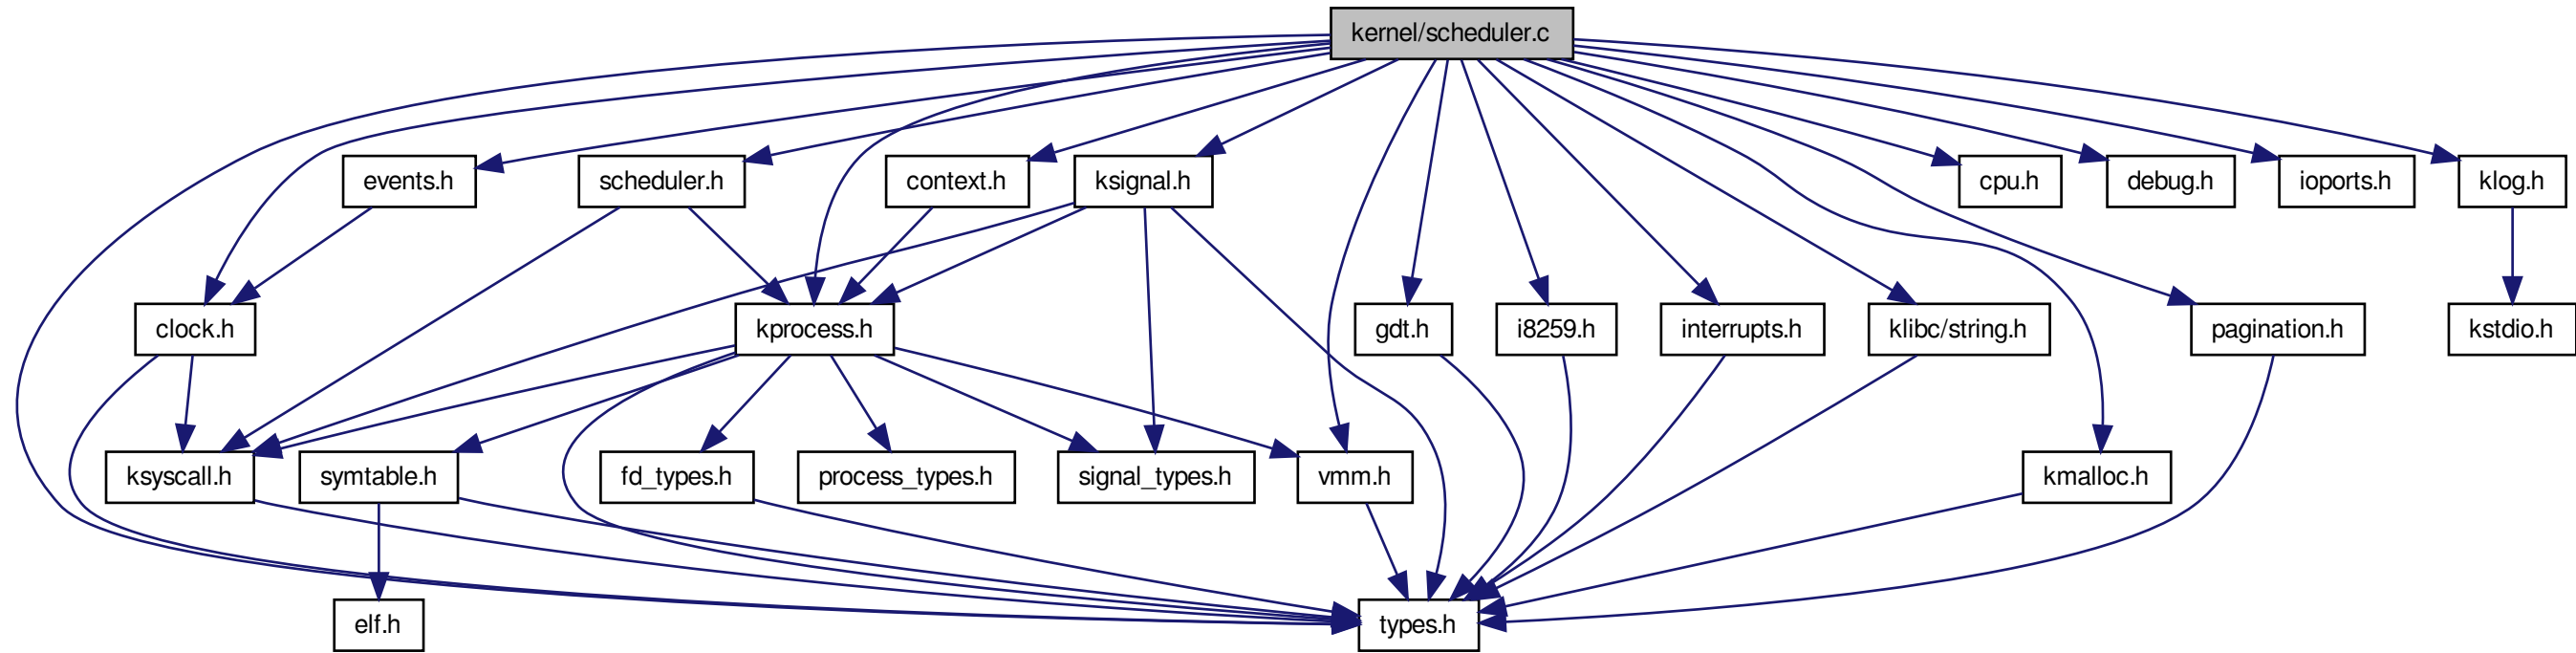 kernel/scheduler.c
events.h
scheduler.h
context.h
ksignal.h
cpu.h
debug.h
ioports.h
klog.h
clock.h
kprocess.h
gdt.h
i8259.h
interrupts.h
klibc/string.h
pagination.h
kstdio.h
ksyscall.h
symtable.h
fd_types.h
process_types.h
signal_types.h
vmm.h
kmalloc.h
elf.h
types.h